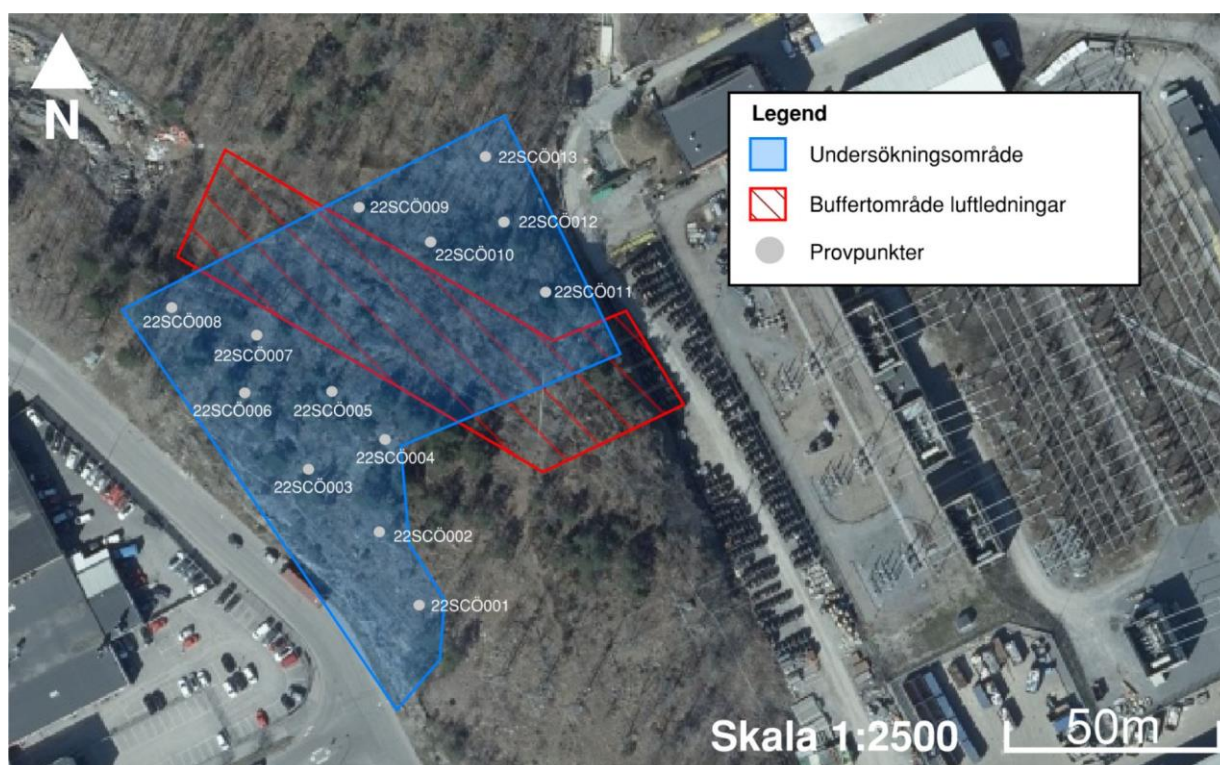 N
Legend
Undersökningsområde
Buffertområde luftledningar
Provpunkter
22SCÖ013
22SCÖ009
22SCÖ012
22SCÖ010
22SCÖ011
22SCÖ008
22SCÖ007
22SCÖ006
22SCÖ005
22SCÖ004
22SCÖ003
22SCÖ002
22SCÖ001
Skala 1:2500
50m